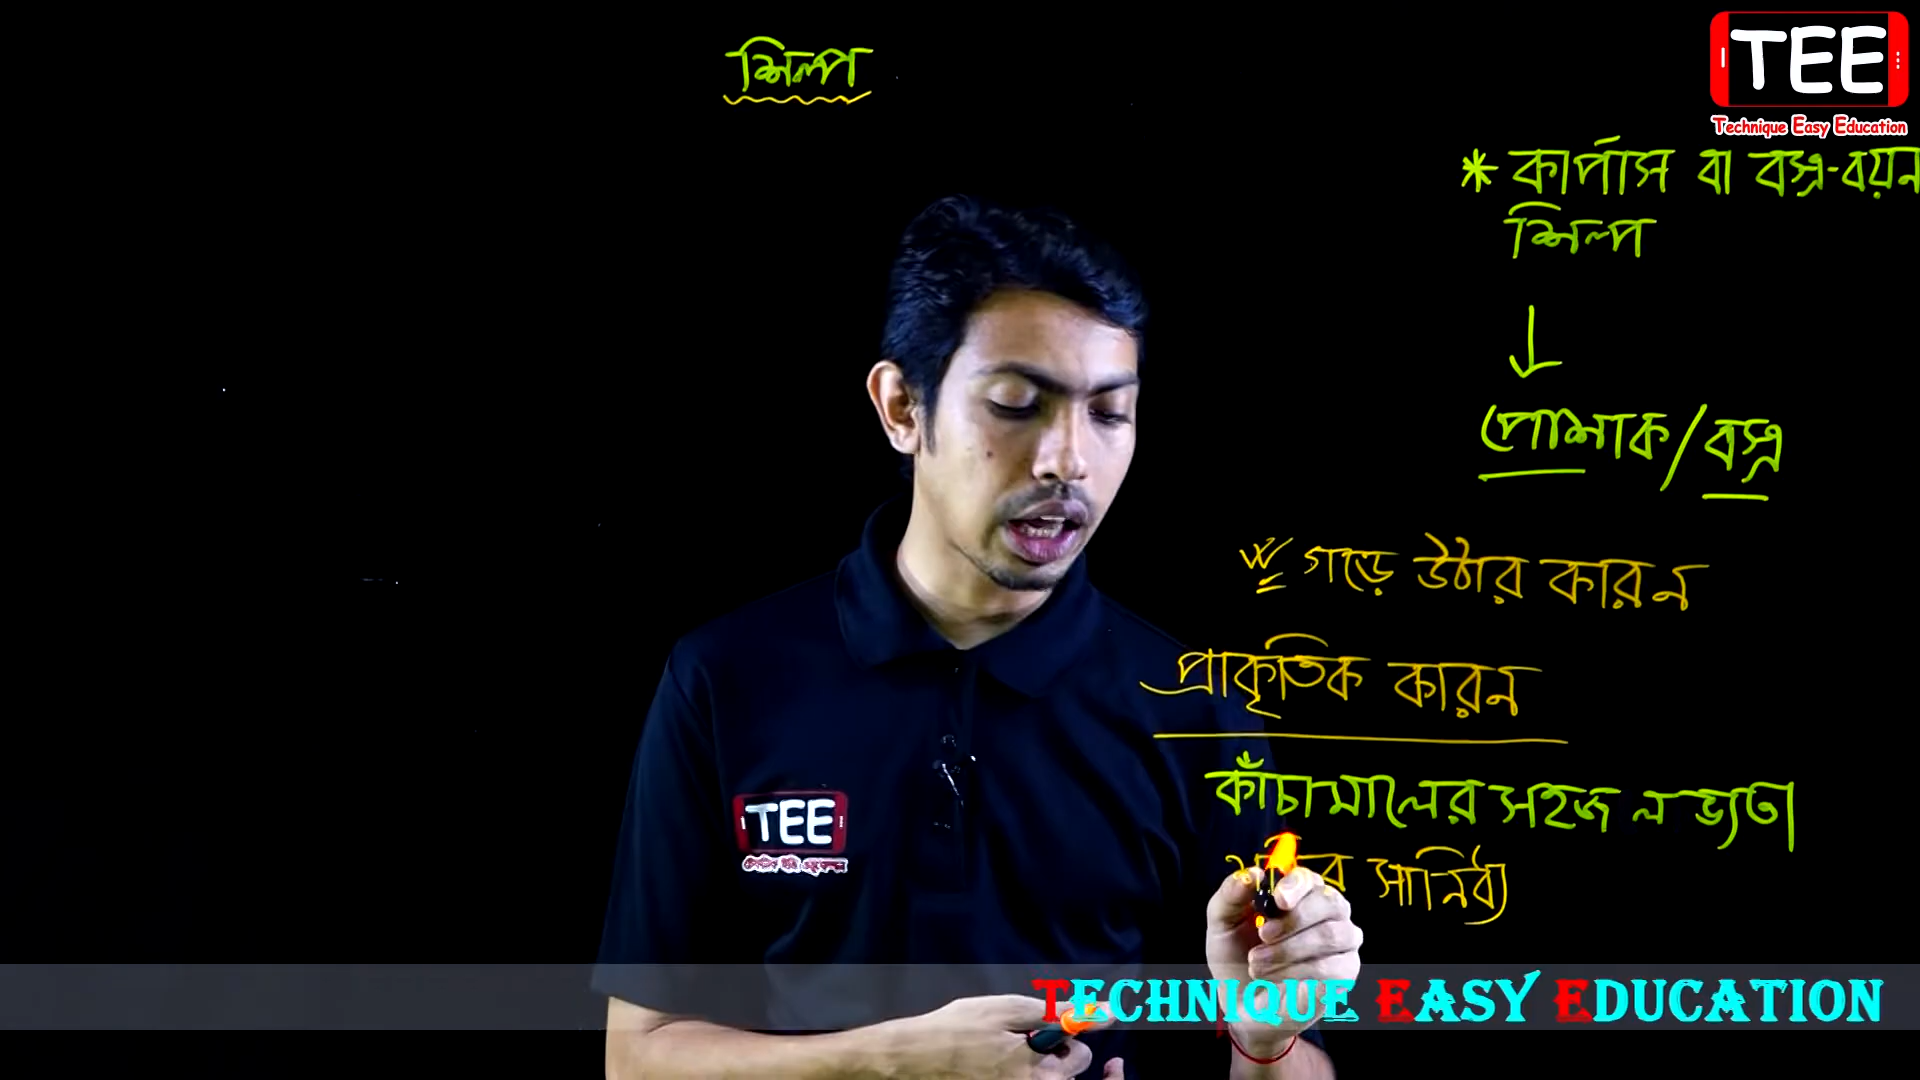 শিল্প
TEE
Technique Easy Education
* কার্পাস বা বস্ত্র-বয়ন
শিল্প
পোশাক/বস্ত্র
গড়ে উঠার কারন
প্রাকৃতিক কারন
কাঁচামালের সহজ লভ্যতা
সানিধ্য
TEE
TECHNIQUE EASY EDUCATION